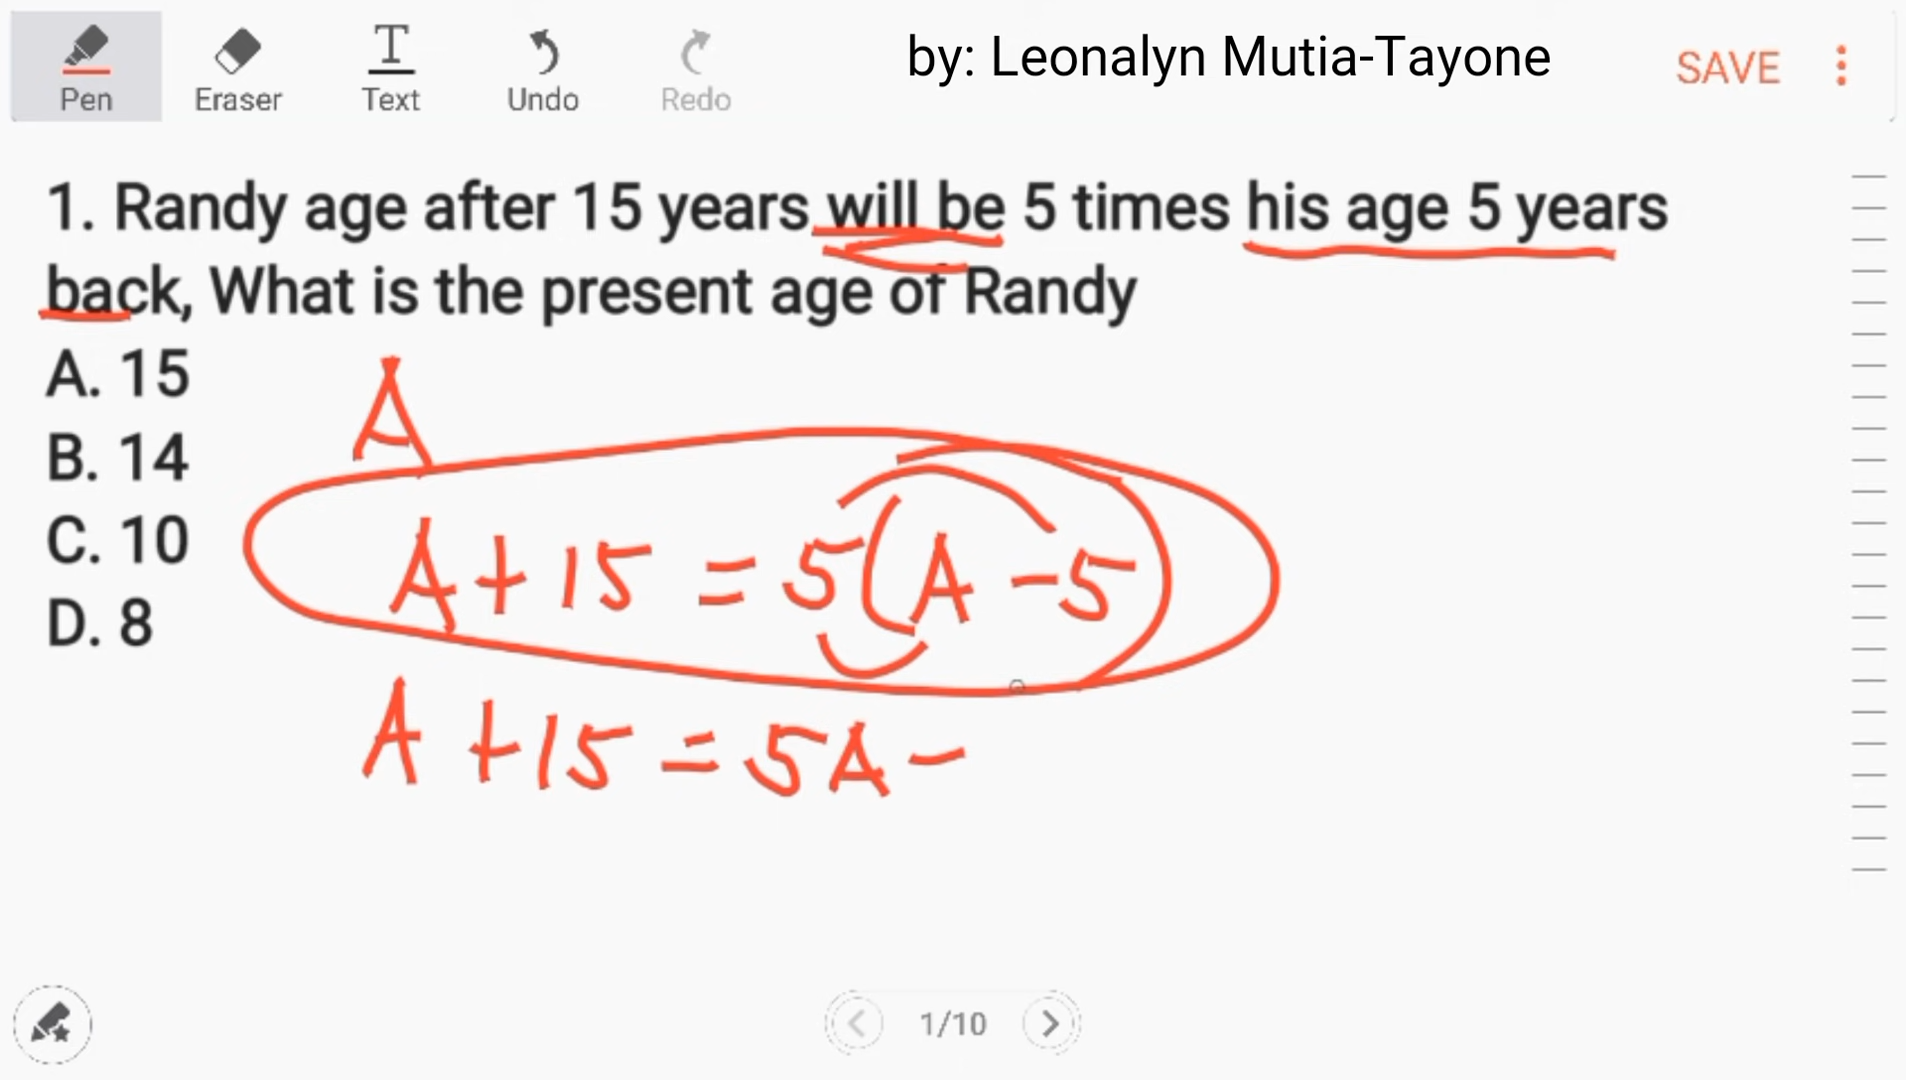 Pen Eraser Text Undo Redo by: Leonalyn Mutia-Tayone SAVE
1. Randy age after 15 years will be 5 times his age 5 years
back, What is the present age of Randy
A. 15
B. 14
C. 10
D. 8
A
A + 15 = 5(A - 5
A + 15 = 5A -
1/10